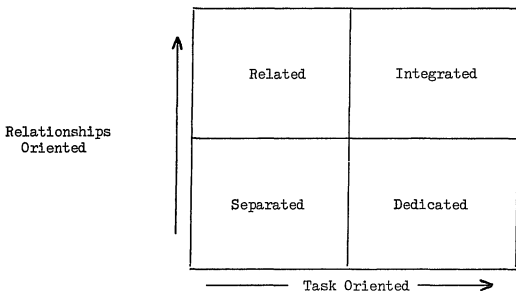 Related
Integrated
Relationships
Oriented
Separated
Dedicated
Task Oriented